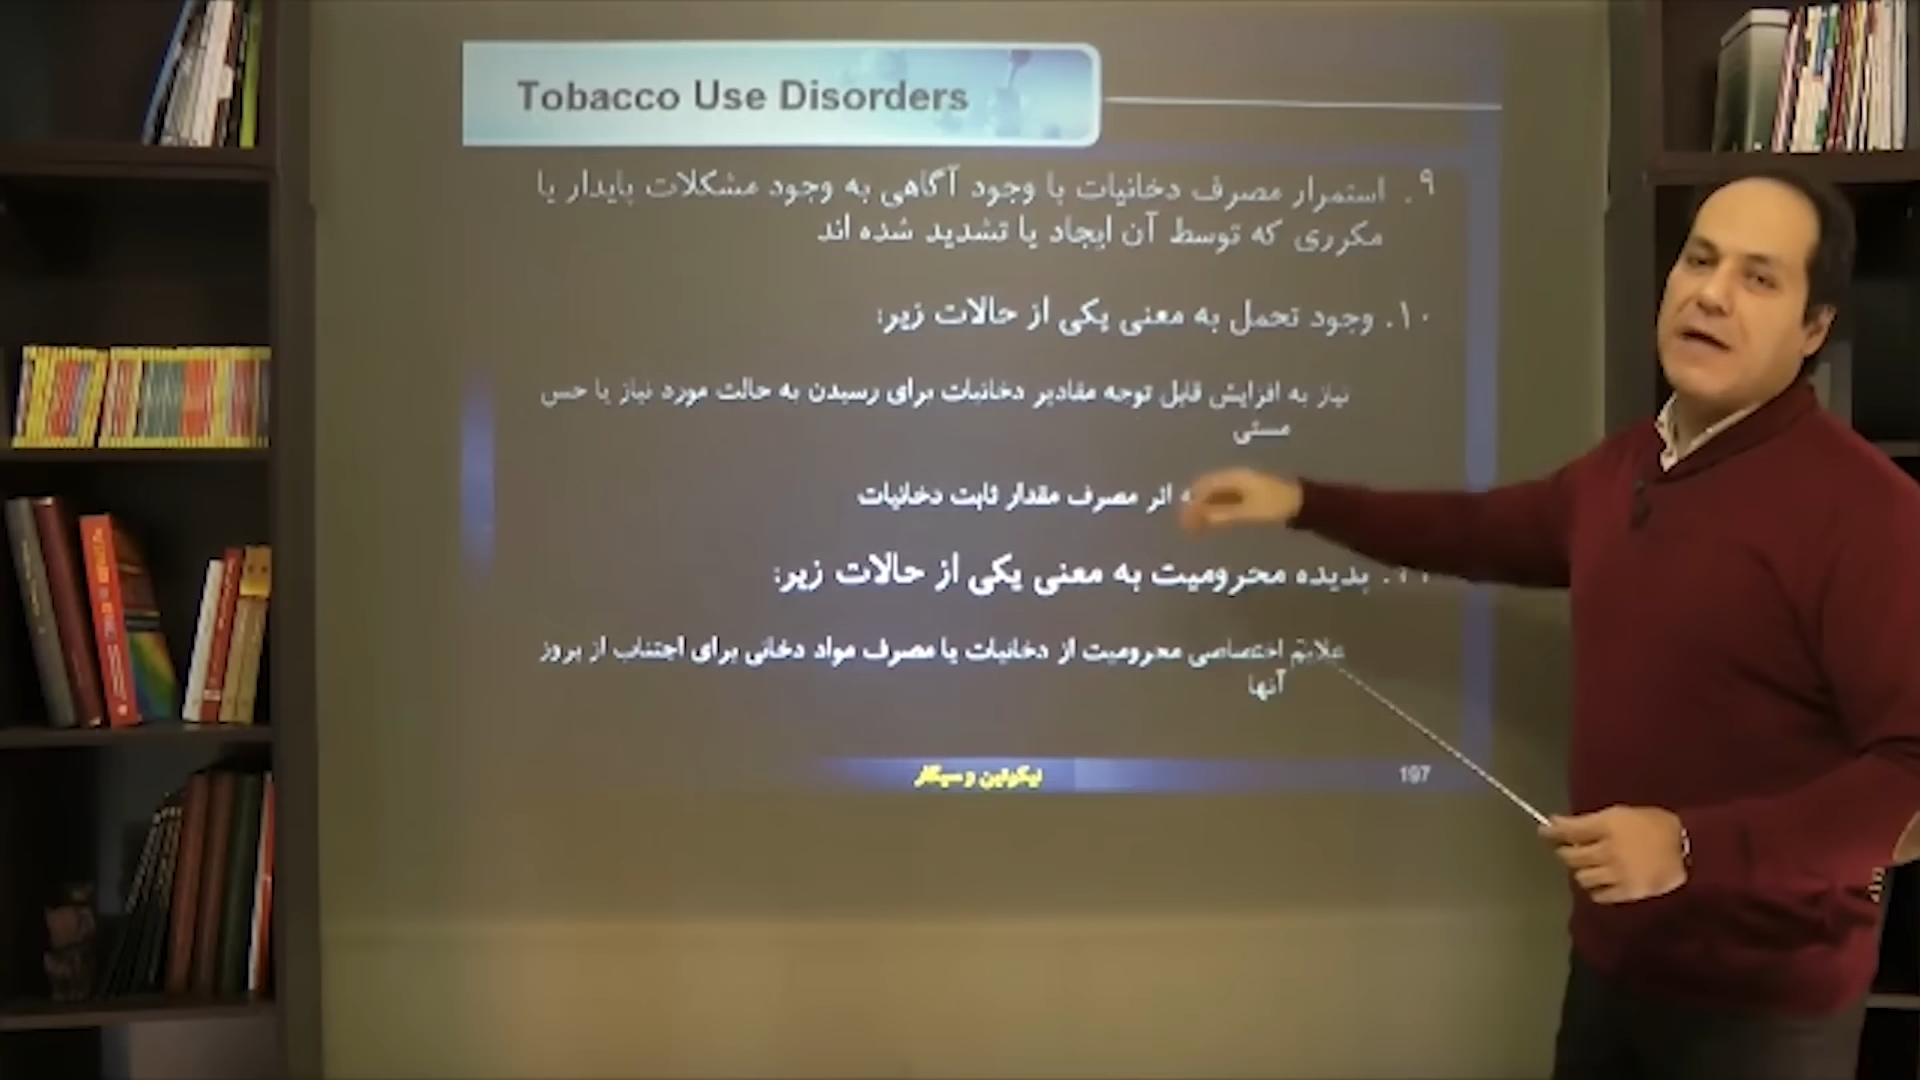 Tobacco Use Disorders
۹. استمرار مصرف دخانیات با وجود آگاهی به وجود مشکلات پایدار یا
مکرری که توسط آن ایجاد یا تشدید شده اند
۱۰. وجود تحمل به معنی یکی از حالات زیر:
نیاز به افزایش قابل توجه مقادیر دخانیات برای رسیدن به حالت مورد نیاز یا حس
مستی
اثر مصرف مقدار ثابت دخانیات
پدیده محرومیت به معنی یکی از حالات زیر:
علایم اختصاصی محرومیت از دخانیات یا مصرف مواد دخانی برای اجتناب از بروز
آنها
نیکوتین و سیگار
197